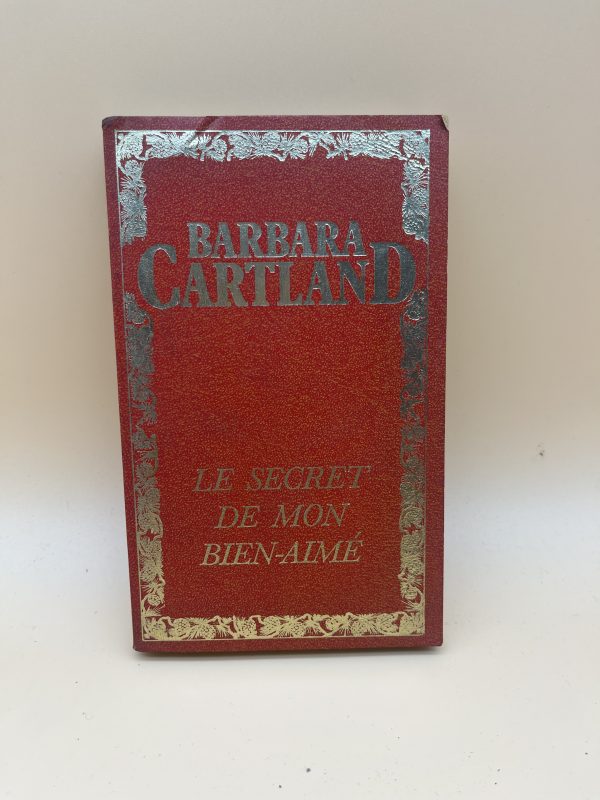 BARBARA
CARTLAND
LE SECRET
DE MON
BIEN-AIMÉ